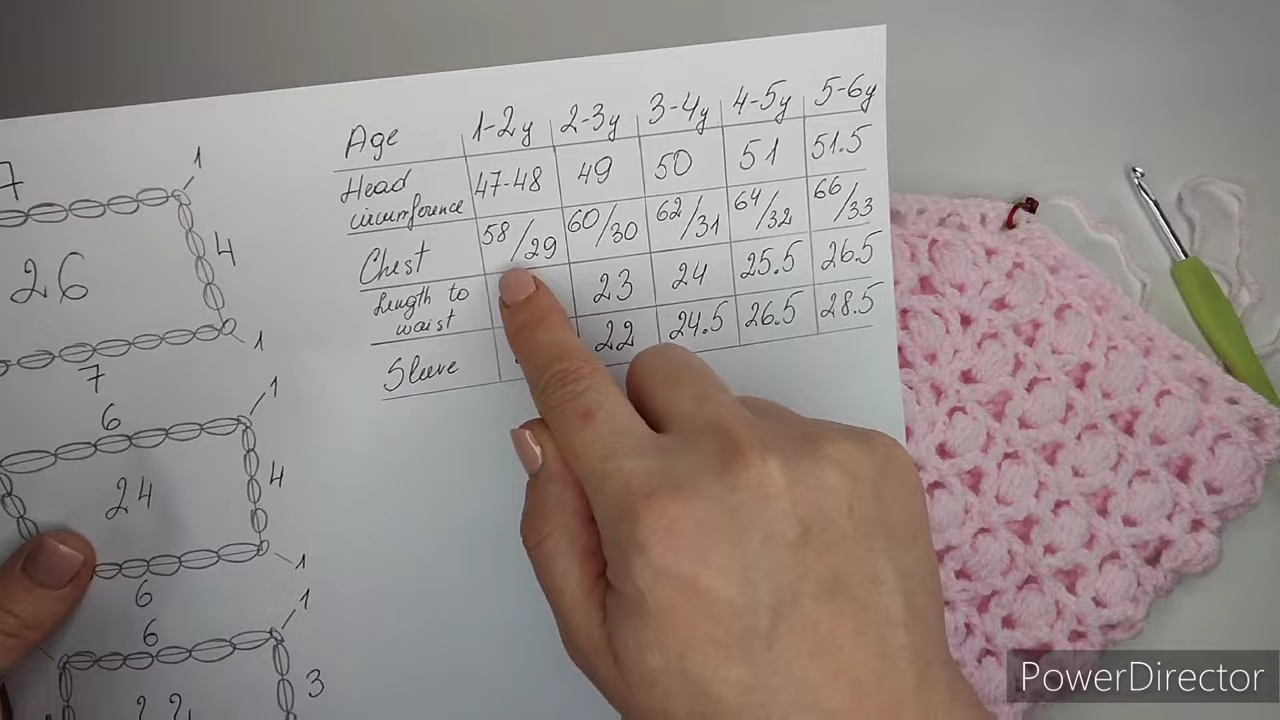 Age 1-2y 2-3y 3-4y 4-5y 5-6y
Head circumference 47-48 49 50 51 51.5
Chest 58/29 60/30 62/31 64/32 66/33
Length to waist 23 24 25.5 26.5
Sleeve 22 24.5 26.5 28.5
7
1
26
4
1
7
6
1
24
4
1
6
1
6
3
PowerDirector